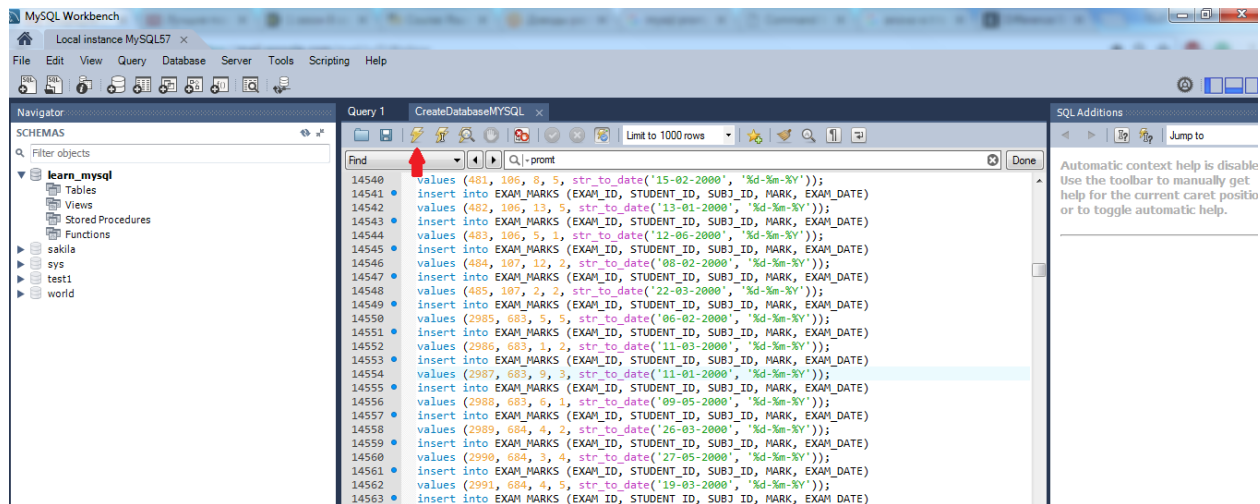 MySQL Workbench
Local instance MySQL57 ×
File Edit View Query Database Server Tools Scripting Help
Navigator
SCHEMAS
Filter objects
learn_mysql
Tables
Views
Stored Procedures
Functions
sakila
sys
test1
world
Query 1 CreateDatabaseMYSQL ×
Limit to 1000 rows
Find promt Done
14540 values (481, 106, 8, 5, str_to_date('15-02-2000', '%d-%m-%Y'));
14541 insert into EXAM_MARKS (EXAM_ID, STUDENT_ID, SUBJ_ID, MARK, EXAM_DATE)
14542 values (482, 106, 13, 5, str_to_date('13-01-2000', '%d-%m-%Y'));
14543 insert into EXAM_MARKS (EXAM_ID, STUDENT_ID, SUBJ_ID, MARK, EXAM_DATE)
14544 values (483, 106, 5, 1, str_to_date('12-06-2000', '%d-%m-%Y'));
14545 insert into EXAM_MARKS (EXAM_ID, STUDENT_ID, SUBJ_ID, MARK, EXAM_DATE)
14546 values (484, 107, 12, 2, str_to_date('08-02-2000', '%d-%m-%Y'));
14547 insert into EXAM_MARKS (EXAM_ID, STUDENT_ID, SUBJ_ID, MARK, EXAM_DATE)
14548 values (485, 107, 2, 2, str_to_date('22-03-2000', '%d-%m-%Y'));
14549 insert into EXAM_MARKS (EXAM_ID, STUDENT_ID, SUBJ_ID, MARK, EXAM_DATE)
14550 values (2985, 683, 5, 5, str_to_date('06-02-2000', '%d-%m-%Y'));
14551 insert into EXAM_MARKS (EXAM_ID, STUDENT_ID, SUBJ_ID, MARK, EXAM_DATE)
14552 values (2986, 683, 1, 2, str_to_date('11-03-2000', '%d-%m-%Y'));
14553 insert into EXAM_MARKS (EXAM_ID, STUDENT_ID, SUBJ_ID, MARK, EXAM_DATE)
14554 values (2987, 683, 9, 3, str_to_date('11-01-2000', '%d-%m-%Y'));
14555 insert into EXAM_MARKS (EXAM_ID, STUDENT_ID, SUBJ_ID, MARK, EXAM_DATE)
14556 values (2988, 683, 6, 1, str_to_date('09-05-2000', '%d-%m-%Y'));
14557 insert into EXAM_MARKS (EXAM_ID, STUDENT_ID, SUBJ_ID, MARK, EXAM_DATE)
14558 values (2989, 684, 4, 2, str_to_date('26-03-2000', '%d-%m-%Y'));
14559 insert into EXAM_MARKS (EXAM_ID, STUDENT_ID, SUBJ_ID, MARK, EXAM_DATE)
14560 values (2990, 684, 3, 4, str_to_date('27-05-2000', '%d-%m-%Y'));
14561 insert into EXAM_MARKS (EXAM_ID, STUDENT_ID, SUBJ_ID, MARK, EXAM_DATE)
14562 values (2991, 684, 4, 5, str_to_date('19-03-2000', '%d-%m-%Y'));
14563 insert into EXAM_MARKS (EXAM_ID, STUDENT_ID, SUBJ_ID, MARK, EXAM_DATE)
SQL Additions
Jump to
Automatic context help is disable
Use the toolbar to manually get
help for the current caret positio
or to toggle automatic help.